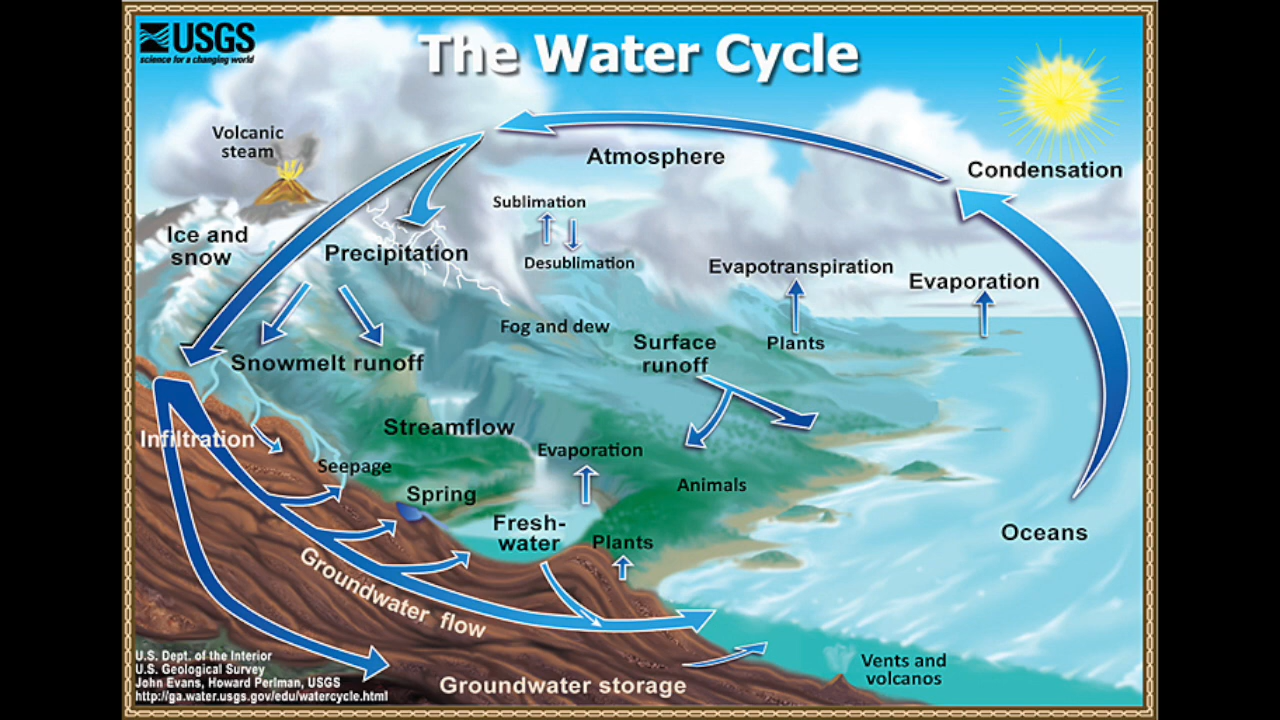 USGS
science for a changing world
The Water Cycle
Volcanic
steam
Atmosphere
Condensation
Sublimation
Ice and
snow
Precipitation
Desublimation
Evapotranspiration
Evaporation
Fog and dew
Surface
runoff
Plants
Snowmelt runoff
Infiltration
Streamflow
Evaporation
Seepage
Animals
Spring
Fresh-
water
Plants
Oceans
Groundwater flow
U.S. Dept. of the Interior
U.S. Geological Survey
John Evans, Howard Perlman, USGS
http://ga.water.usgs.gov/edu/watercycle.html
Groundwater storage
Vents and
volcanos